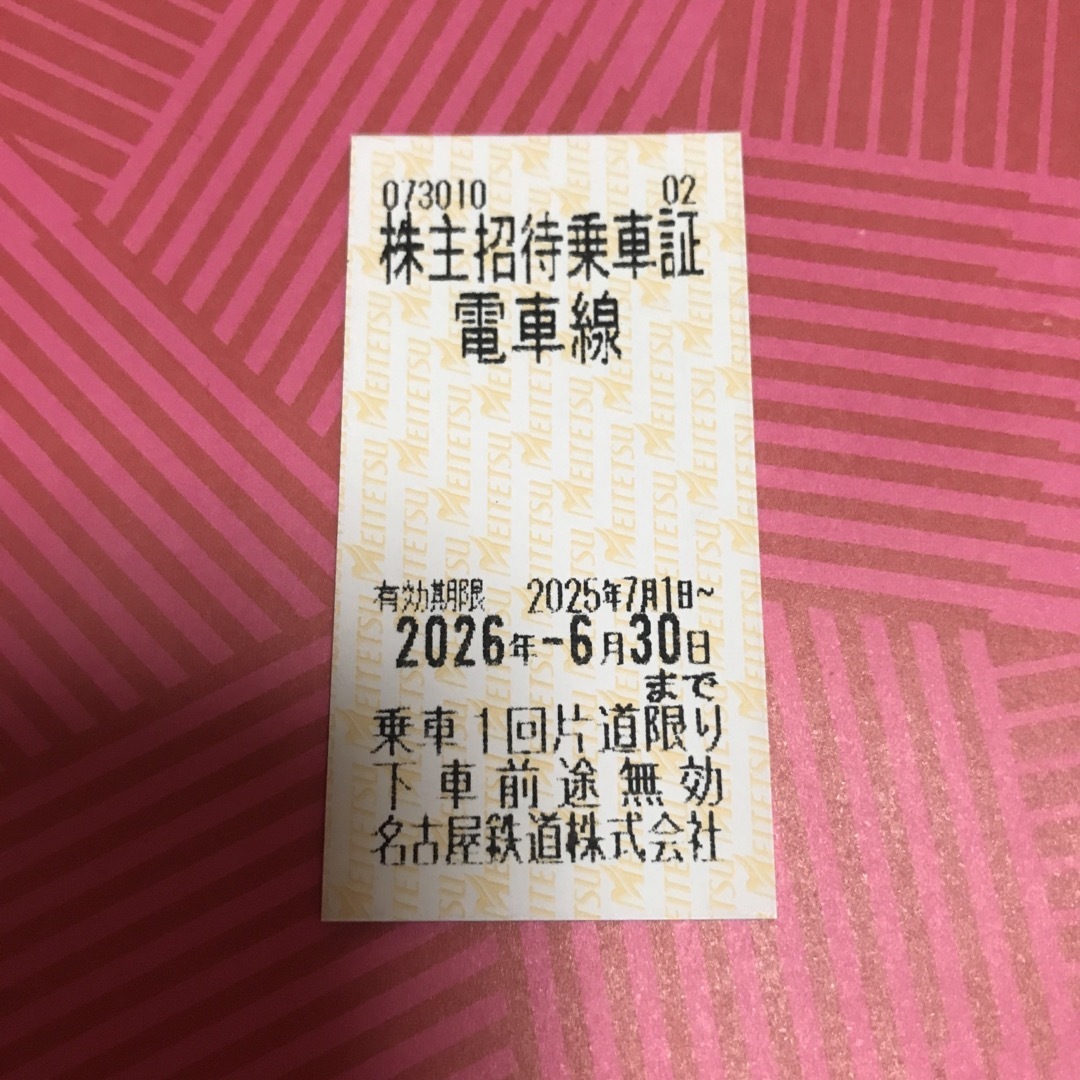 073010 02
株主招待乗車証
電車線
有効期限 2025年7月1日~
2026年-6月30日
まで
乗車1回片道限り
下車前途無効
名古屋鉄道株式会社
MEITETSU